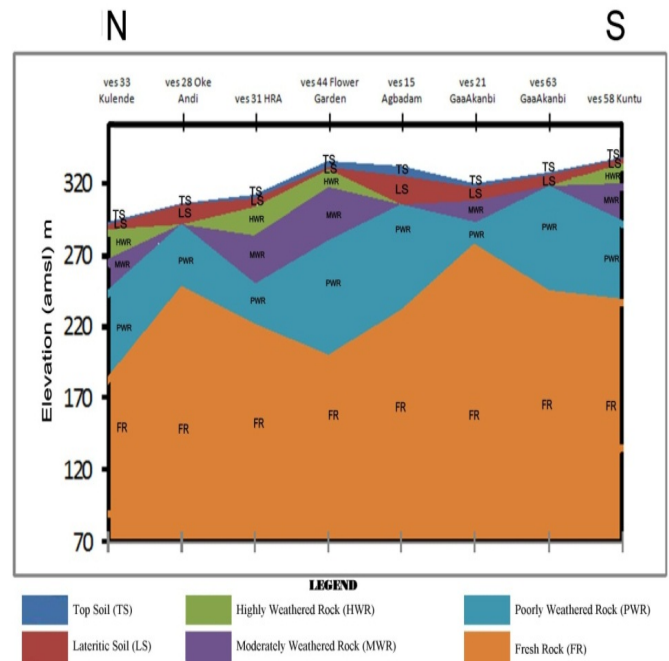 N S
ves 33 ves 28 Oke ves 44 Flower ves 15 ves 21 ves 63
Kulende Andi ves 31 HRA Garden Agbadam GaaAkanbi GaaAkanbi ves 58 Kuntu
TS TS TS TS TS TS TS TS
LS LS LS LS LS LS LS LS
HWR HWR HWR HWR
MWR MWR MWR MWR MWR
PWR PWR PWR PWR PWR PWR PWR PWR
FR FR FR FR FR FR FR FR
Elevation (amsl) m
320
270
220
170
120
70
LEGEND
Top Soil (TS) Highly Weathered Rock (HWR) Poorly Weathered Rock (PWR)
Lateritic Soil (LS) Moderately Weathered Rock (MWR) Fresh Rock (FR)